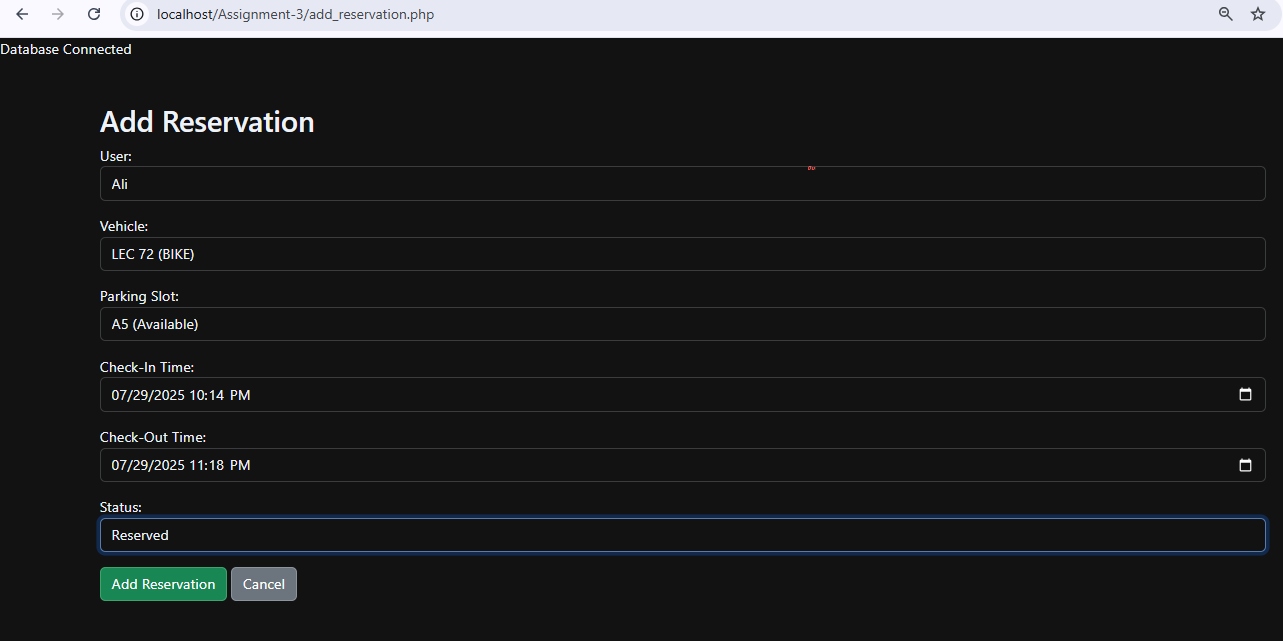 localhost/Assignment-3/add_reservation.php
Database Connected
Add Reservation
User:
Ali
Vehicle:
LEC 72 (BIKE)
Parking Slot:
A5 (Available)
Check-In Time:
07/29/2025 10:14 PM
Check-Out Time:
07/29/2025 11:18 PM
Status:
Reserved
Add Reservation Cancel